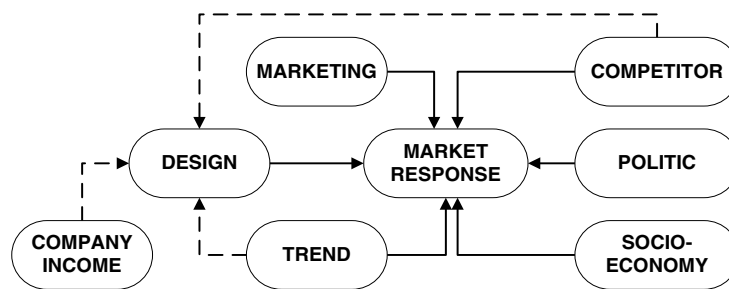 MARKETING
COMPETITOR
DESIGN
MARKET
RESPONSE
POLITIC
COMPANY
INCOME
TREND
SOCIO-
ECONOMY